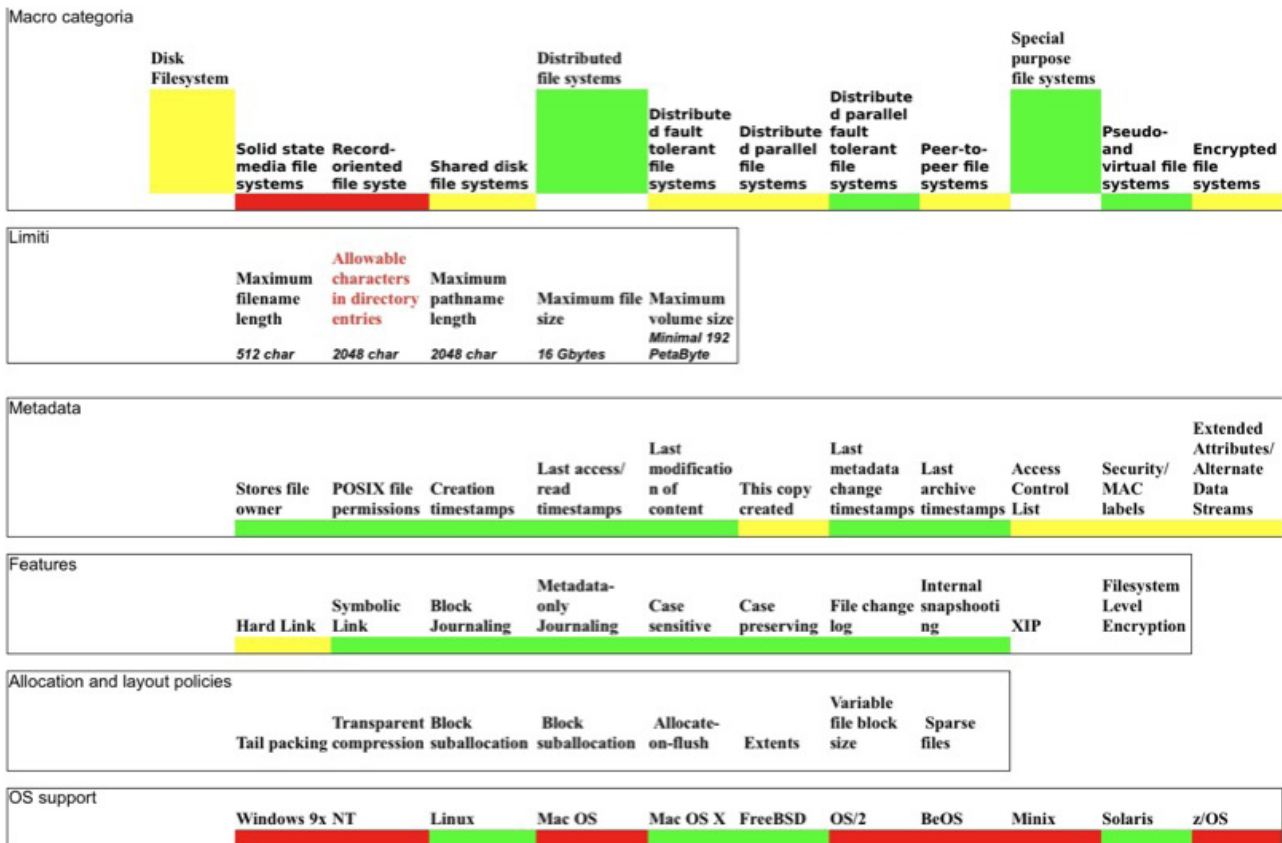 Macro categoria
Disk
Filesystem
Solid state
media file
systems
Record-
oriented
file syste
Shared disk
file systems
Distributed
file systems
Distribute
d fault
tolerant
file
systems
Distribute
d parallel
file
systems
Distribute
d parallel
fault
tolerant
file
systems
Peer-to-
peer file
systems
Special
purpose
file systems
Pseudo-
and
virtual file
systems
Encrypted
file
systems
Limiti
Maximum
filename
length
512 char
Allowable
characters
in directory
entries
2048 char
Maximum
pathname
length
2048 char
Maximum file
size
16 Gbytes
Maximum
volume size
Minimal 192
PetaByte
Metadata
Stores file
owner
POSIX file
permissions
Creation
timestamps
Last access/
read
timestamps
Last
modificatio
n of
content
This copy
created
Last
metadata
change
timestamps
Last
archive
timestamps
Access
Control
List
Security/
MAC
labels
Extended
Attributes/
Alternate
Data
Streams
Features
Hard Link
Symbolic
Link
Block
Journaling
Metadata-
only
Journaling
Case
sensitive
Case
preserving
File change
log
Internal
snapshooti
ng
XIP
Filesystem
Level
Encryption
Allocation and layout policies
Tail packing
Transparent
compression
Block
suballocation
Block
suballocation
Allocate-
on-flush
Extents
Variable
file block
size
Sparse
files
OS support
Windows 9x NT Linux Mac OS Mac OS X FreeBSD OS/2 BeOS Minix Solaris z/OS